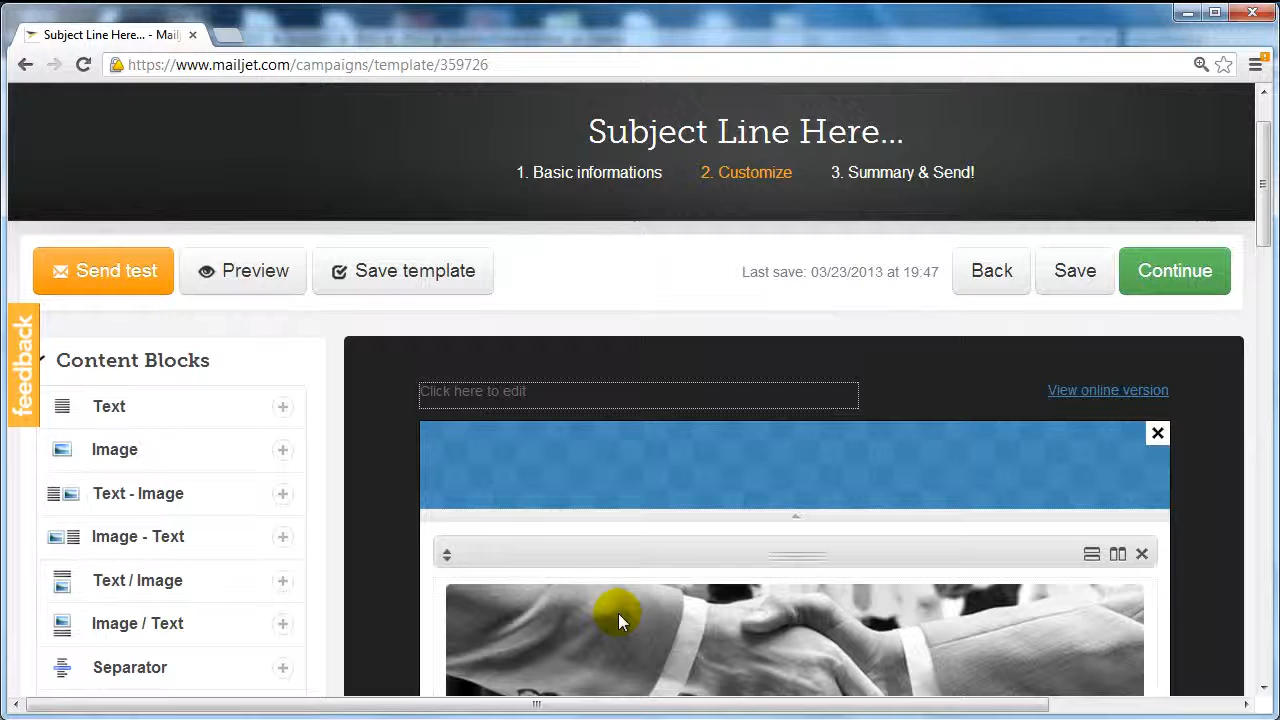 Subject Line Here... - Mailj
https://www.mailjet.com/campaigns/template/359726
Subject Line Here...
1. Basic informations 2. Customize 3. Summary & Send!
Send test Preview Save template Last save: 03/23/2013 at 19:47 Back Save Continue
feedback
Content Blocks
Text
Image
Text - Image
Image - Text
Text / Image
Image / Text
Separator
Click here to edit View online version